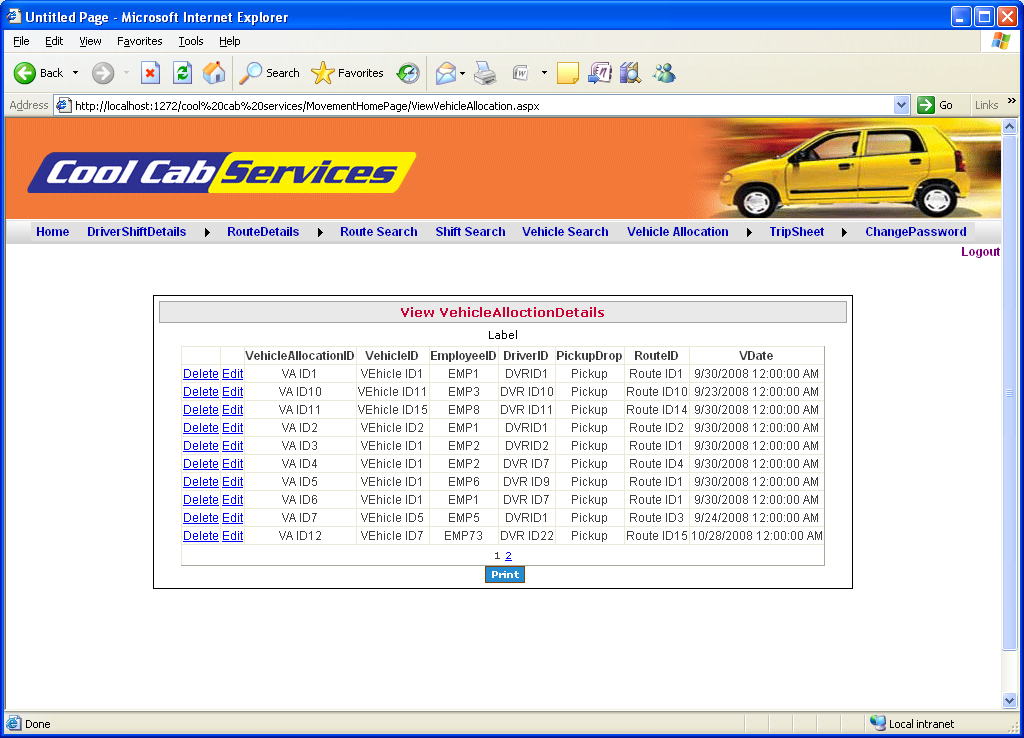 Untitled Page - Microsoft Internet Explorer
File Edit View Favorites Tools Help
Back Search Favorites
Address http://localhost:1272/cool%20cab%20services/MovementHomePage/ViewVehicleAllocation.aspx Go Links »
Cool Cab Services
Home DriverShiftDetails RouteDetails Route Search Shift Search Vehicle Search Vehicle Allocation TripSheet ChangePassword
Logout
View VehicleAlloctionDetails
Label
VehicleAllocationID VehicleID EmployeeID DriverID PickupDrop RouteID VDate
Delete Edit VA ID1 VEhicle ID1 EMP1 DVRID1 Pickup Route ID1 9/30/2008 12:00:00 AM
Delete Edit VA ID10 VEhicle ID11 EMP3 DVR ID10 Pickup Route ID10 9/23/2008 12:00:00 AM
Delete Edit VA ID11 VEhicle ID15 EMP8 DVR ID11 Pickup Route ID14 9/30/2008 12:00:00 AM
Delete Edit VA ID2 VEhicle ID2 EMP1 DVRID1 Pickup Route ID2 9/30/2008 12:00:00 AM
Delete Edit VA ID3 VEhicle ID1 EMP2 DVRID2 Pickup Route ID1 9/30/2008 12:00:00 AM
Delete Edit VA ID4 VEhicle ID1 EMP2 DVR ID7 Pickup Route ID4 9/30/2008 12:00:00 AM
Delete Edit VA ID5 VEhicle ID1 EMP6 DVR ID9 Pickup Route ID1 9/30/2008 12:00:00 AM
Delete Edit VA ID6 VEhicle ID1 EMP1 DVR ID7 Pickup Route ID1 9/30/2008 12:00:00 AM
Delete Edit VA ID7 VEhicle ID5 EMP5 DVRID1 Pickup Route ID3 9/24/2008 12:00:00 AM
Delete Edit VA ID12 VEhicle ID7 EMP73 DVR ID22 Pickup Route ID15 10/28/2008 12:00:00 AM
1 2
Print
Done Local intranet